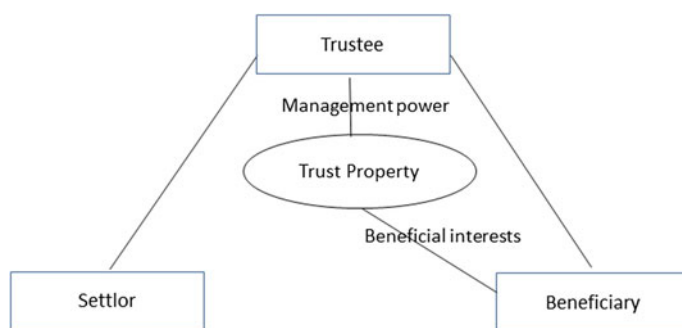 Trustee
Management power
Trust Property
Beneficial interests
Settlor
Beneficiary